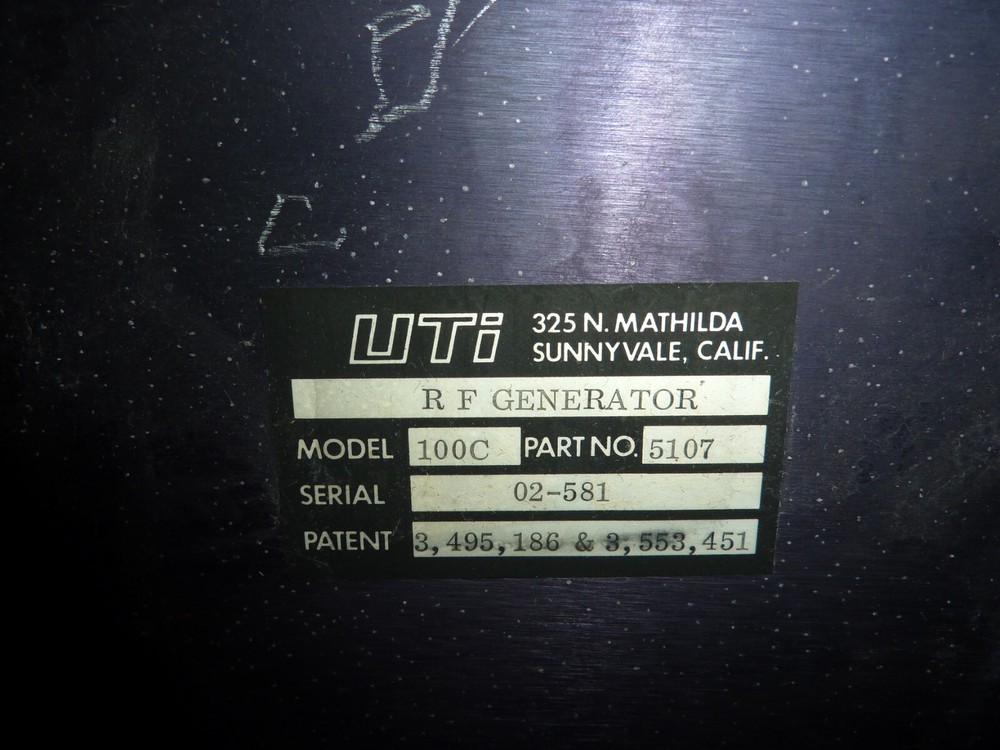 UTi 325 N. MATHILDA
SUNNYVALE, CALIF.
R F GENERATOR
MODEL 100C PART NO. 5107
SERIAL 02-581
PATENT 3,495,186 & 3,553,451